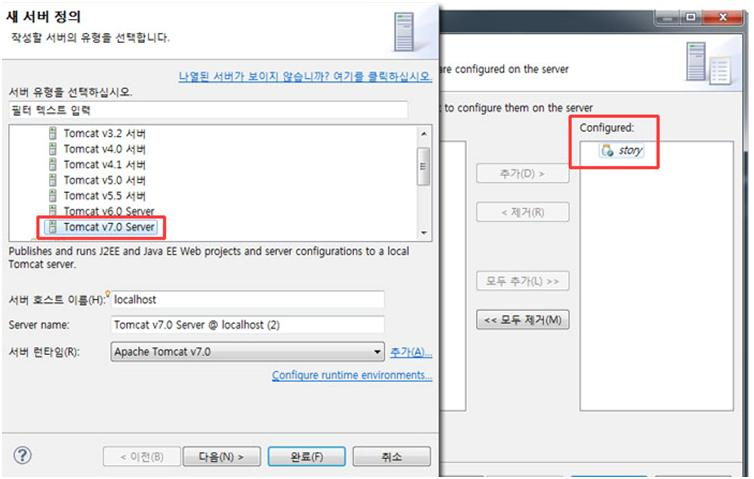 새 서버 정의
작성할 서버의 유형을 선택합니다.
나열된 서버가 보이지 않습니까? 여기를 클릭하십시오.
서버 유형을 선택하십시오.
필터 텍스트 입력
Tomcat v3.2 서버
Tomcat v4.0 서버
Tomcat v4.1 서버
Tomcat v5.0 서버
Tomcat v5.5 서버
Tomcat v6.0 Server
Tomcat v7.0 Server
Publishes and runs J2EE and Java EE Web projects and server configurations to a local
Tomcat server.
서버 호스트 이름(H): localhost
Server name: Tomcat v7.0 Server @ localhost (2)
서버 런타임(R): Apache Tomcat v7.0 추가(A)...
Configure runtime environments...
< 이전(B) 다음(N) > 완료(F) 취소
are configured on the server
to configure them on the server
Configured:
story
추가(D) >
< 제거(R)
모두 추가(L) >>
<< 모두 제거(M)